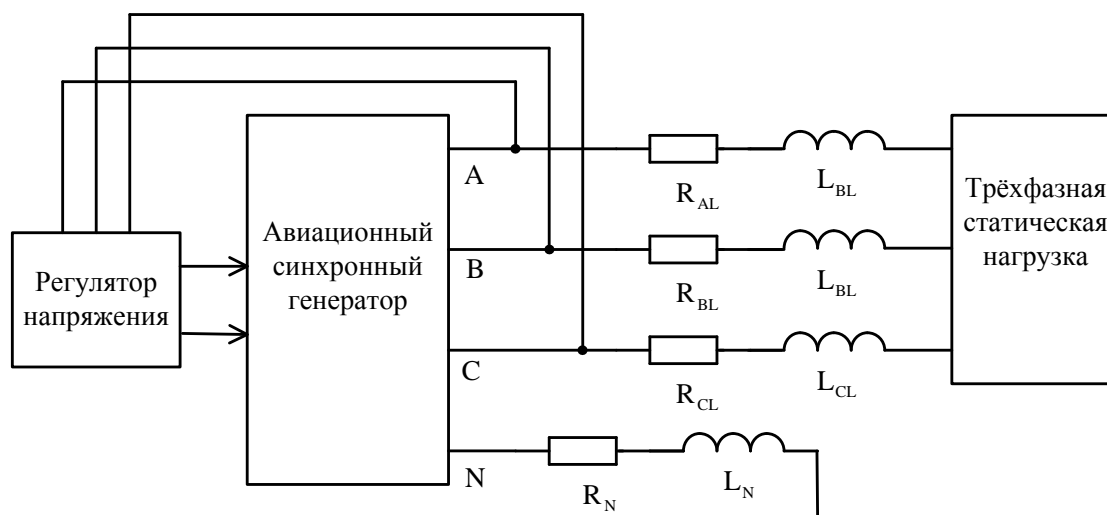 Регулятор
напряжения
Авиационный
синхронный
генератор
A
B
C
N
R_AL
L_BL
R_BL
L_BL
R_CL
L_CL
R_N
L_N
Трёхфазная
статическая
нагрузка